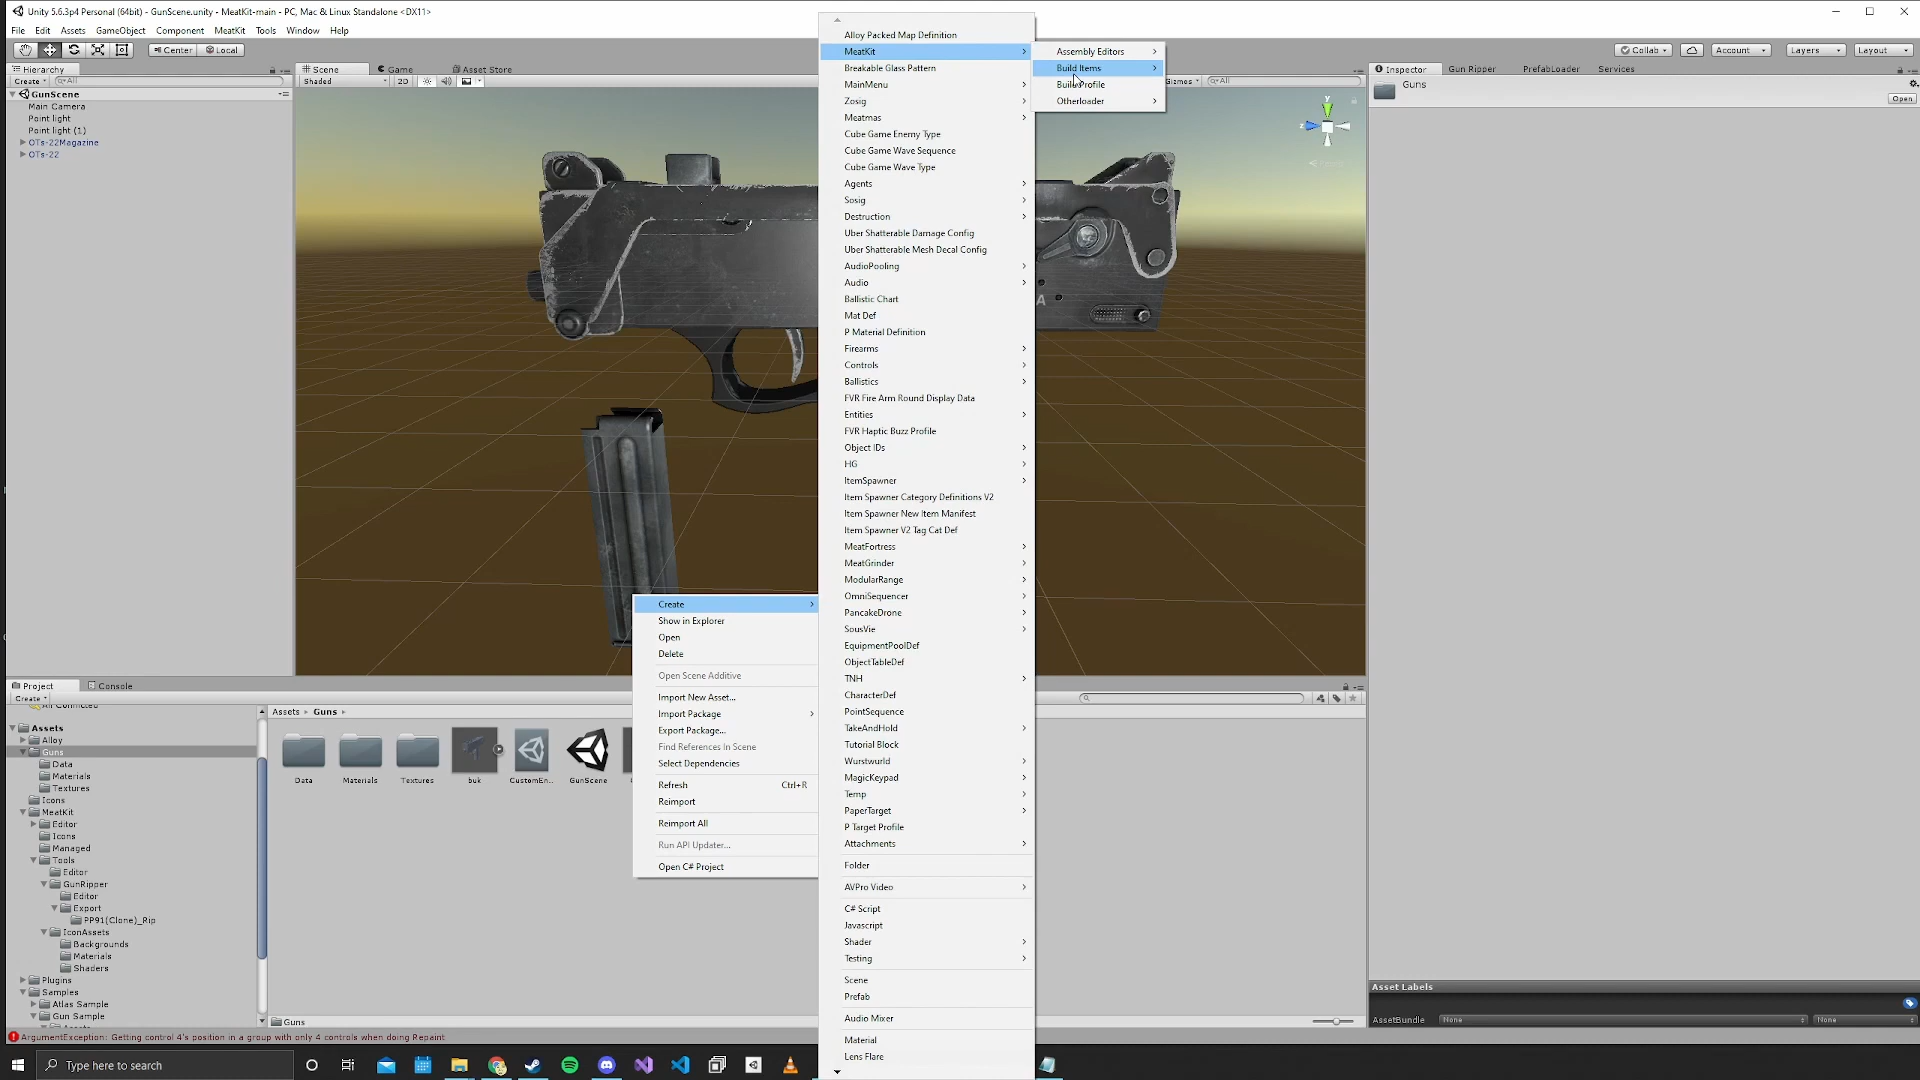 Unity 5.6.3p4 Personal (64bit) - GunScene.unity - MeatKit-main - PC, Mac & Linux Standalone <DX11>
File Edit Assets GameObject Component MeatKit Tools Window Help
Center Local
Collab Account Layers Layout
Hierarchy
Create All
GunScene
Main Camera
Point light
Point light (1)
OTs-22Magazine
OTs-22
Scene Game Asset Store
Shaded 2D
Gizmos All
Create
Show in Explorer
Open
Delete
Open Scene Additive
Import New Asset...
Import Package
Export Package...
Find References In Scene
Select Dependencies
Refresh Ctrl+R
Reimport
Reimport All
Run API Updater...
Open C# Project
Alloy Packed Map Definition
MeatKit
Breakable Glass Pattern
MainMenu
Zosig
Meatmas
Cube Game Enemy Type
Cube Game Wave Sequence
Cube Game Wave Type
Agents
Sosig
Destruction
Uber Shatterable Damage Config
Uber Shatterable Mesh Decal Config
AudioPooling
Audio
Ballistic Chart
Mat Def
P Material Definition
Firearms
Controls
Ballistics
FVR Fire Arm Round Display Data
Entities
FVR Haptic Buzz Profile
Object IDs
HG
ItemSpawner
Item Spawner Category Definitions V2
Item Spawner New Item Manifest
Item Spawner V2 Tag Cat Def
MeatFortress
MeatGrinder
ModularRange
OmniSequencer
PancakeDrone
SousVie
EquipmentPoolDef
ObjectTableDef
TNH
CharacterDef
PointSequence
TakeAndHold
Tutorial Block
Wurstwurld
MagicKeypad
Temp
PaperTarget
P Target Profile
Attachments
Folder
AVPro Video
C# Script
Javascript
Shader
Testing
Scene
Prefab
Audio Mixer
Material
Lens Flare
Assembly Editors
Build Items
Build Profile
Otherloader
Inspector Gun Ripper PrefabLoader Services
Guns
Open
Asset Labels
AssetBundle None None
Project Console
Create
Assets
Alloy
Guns
Data
Materials
Textures
Icons
MeatKit
Editor
Icons
Managed
Tools
Editor
GunRipper
Editor
Export
PP91(Clone)_Rip
IconAssets
Backgrounds
Materials
Shaders
Plugins
Samples
Atlas Sample
Gun Sample
Assets Guns
Data Materials Textures buk CustomEn... GunScene
Guns
ArgumentException: Getting control 4's position in a group with only 4 controls when doing Repaint
Type here to search